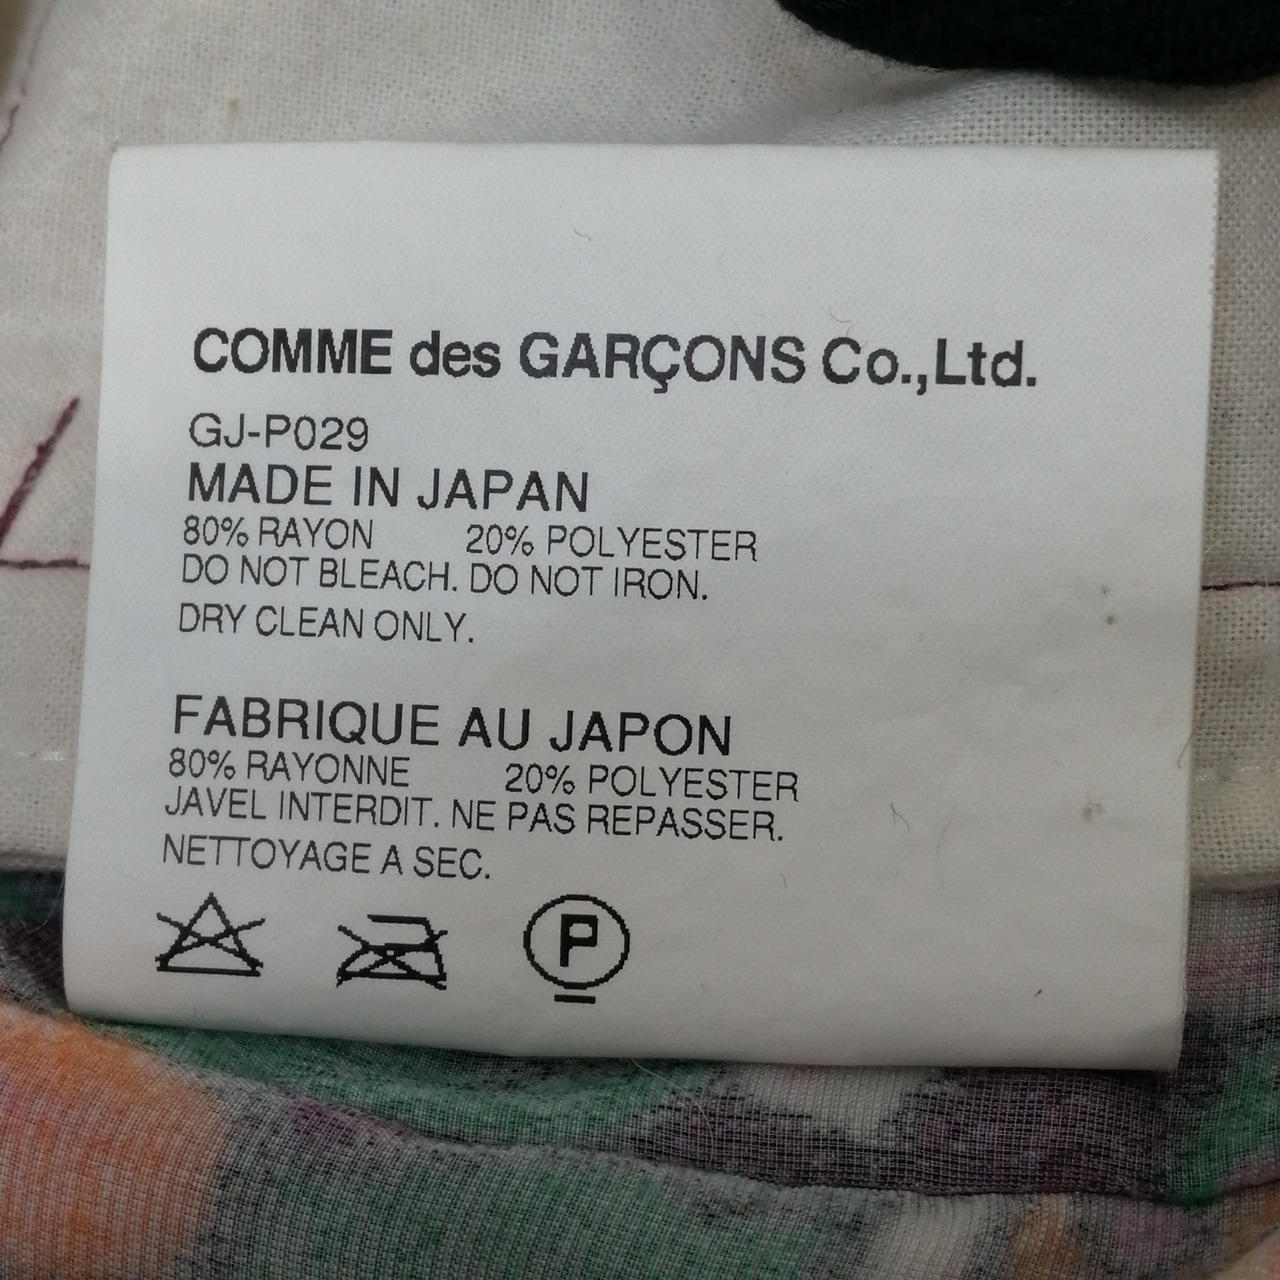 COMME des GARÇONS Co.,Ltd.
GJ-P029
MADE IN JAPAN
80% RAYON 20% POLYESTER
DO NOT BLEACH. DO NOT IRON.
DRY CLEAN ONLY.
FABRIQUE AU JAPON
80% RAYONNE 20% POLYESTER
JAVEL INTERDIT. NE PAS REPASSER.
NETTOYAGE A SEC.
P